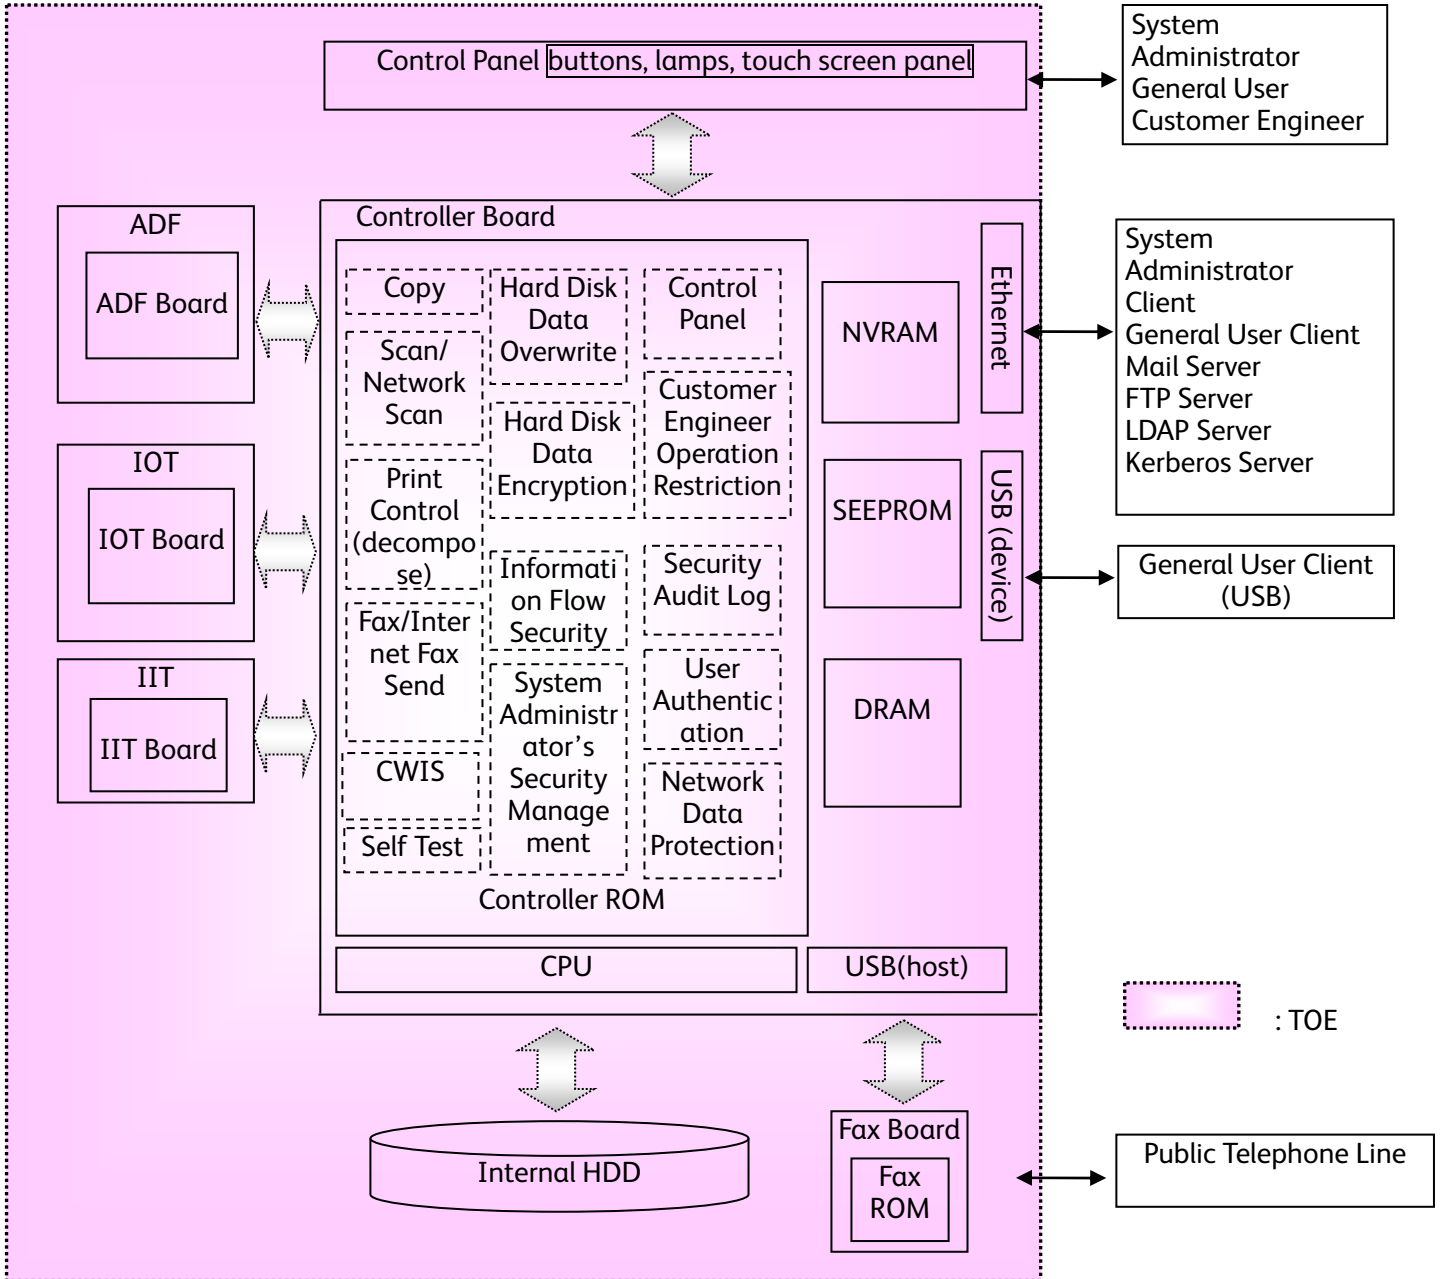 Control Panel buttons, lamps, touch screen panel
System
Administrator
General User
Customer Engineer
ADF
ADF Board
IOT
IOT Board
IIT
IIT Board
Controller Board
Copy
Scan/
Network
Scan
Print
Control
(decompo
se)
Fax/Inter
net Fax
Send
CWIS
Self Test
Hard Disk
Data
Overwrite
Hard Disk
Data
Encryption
Informati
on Flow
Security
System
Administr
ator’s
Security
Manage
ment
Control
Panel
Customer
Engineer
Operation
Restriction
Security
Audit Log
User
Authentic
ation
Network
Data
Protection
Controller ROM
NVRAM
SEEPROM
DRAM
Ethernet
USB (device)
CPU
USB(host)
System
Administrator
Client
General User Client
Mail Server
FTP Server
LDAP Server
Kerberos Server
General User Client
(USB)
: TOE
Internal HDD
Fax Board
Fax
ROM
Public Telephone Line